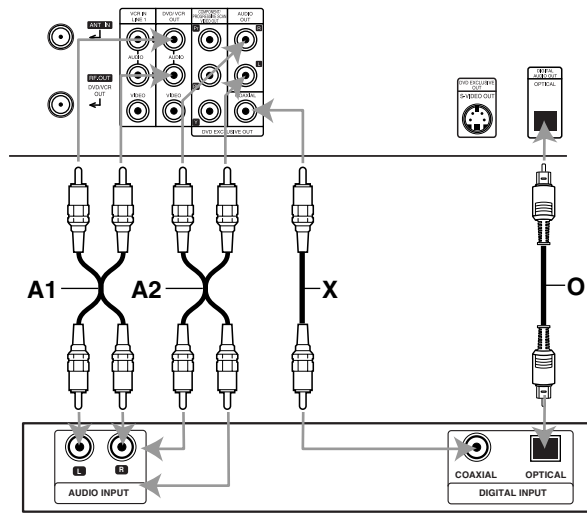 ANT IN
RF.OUT
DVD/VCR
OUT
VCR IN
LINE 1
DVD/ VCR
OUT
COMPONENT/
PROGRESSIVE SCAN
VIDEO OUT
AUDIO
OUT
R
AUDIO
AUDIO
L
VIDEO
VIDEO
Y
COAXIAL
DVD EXCLUSIVE OUT
DVD EXCLUSIVE
OUT
S-VIDEO OUT
DIGITAL
AUDIO OUT
OPTICAL
A1
A2
X
O
L
R
AUDIO INPUT
COAXIAL
OPTICAL
DIGITAL INPUT